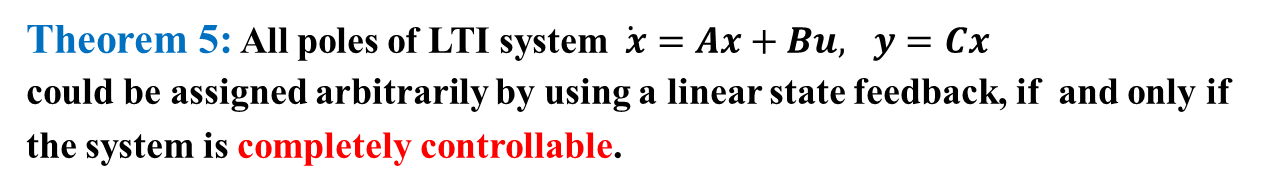 Theorem 5: All poles of LTI system ẋ = Ax + Bu, y = Cx
could be assigned arbitrarily by using a linear state feedback, if and only if
the system is completely controllable.